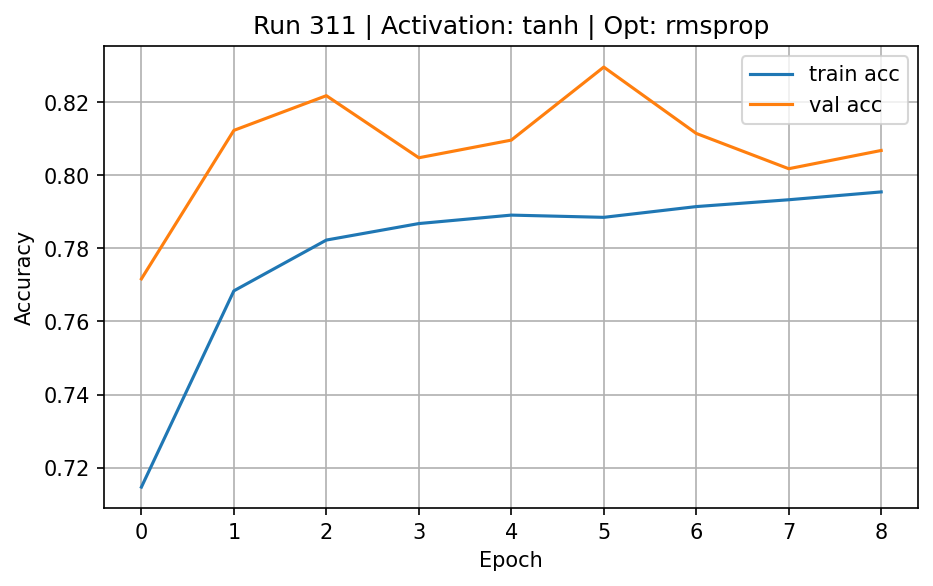 Run 311 | Activation: tanh | Opt: rmsprop
train acc
val acc
0.82
0.80
0.78
0.76
0.74
0.72
Accuracy
0 1 2 3 4 5 6 7 8
Epoch